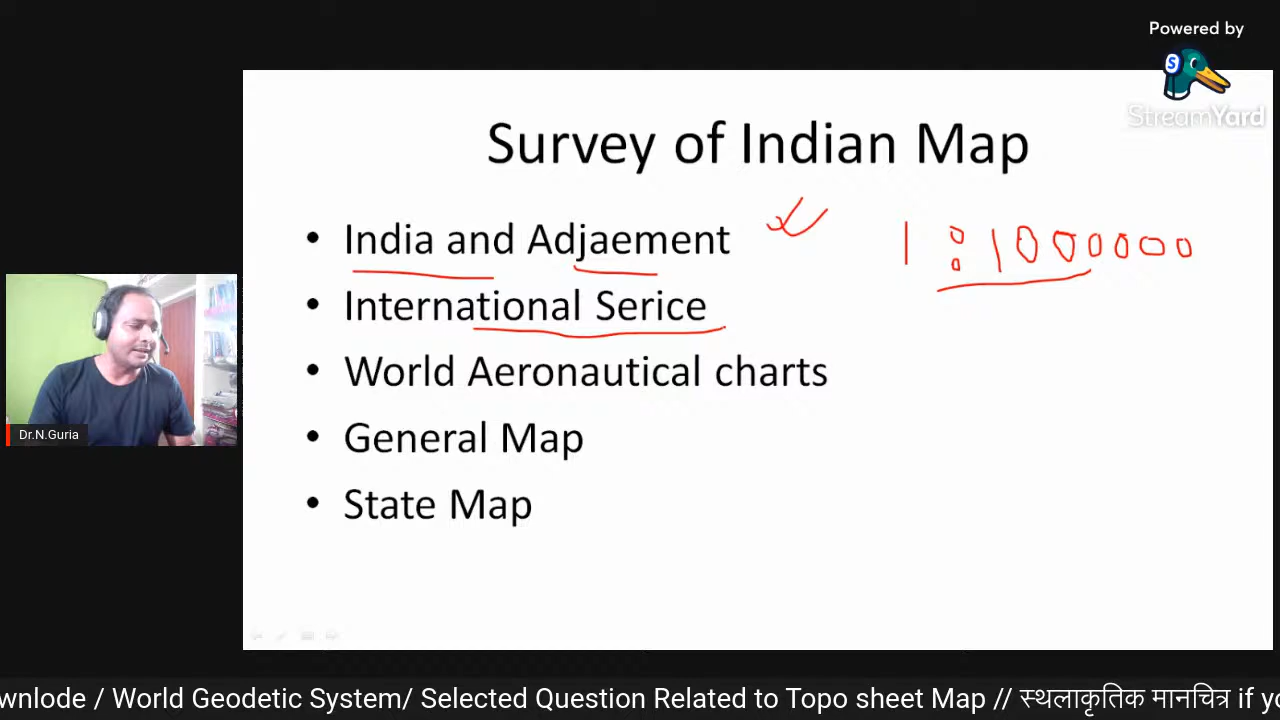 Powered by
StreamYard
Survey of Indian Map
• India and Adjaement
1 : 1000000
• International Serice
• World Aeronautical charts
• General Map
• State Map
Dr.N.Guria
wnlode / World Geodetic System/ Selected Question Related to Topo sheet Map // स्थलाकृतिक मानचित्र if yo